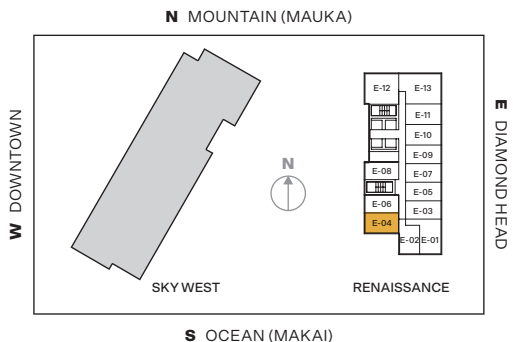 N MOUNTAIN (MAUKA)
W DOWNTOWN
E DIAMOND HEAD
N
E-12
E-13
E-11
E-10
E-09
E-08
E-07
E-05
E-06
E-03
E-04
E-02
E-01
SKY WEST
RENAISSANCE
S OCEAN (MAKAI)